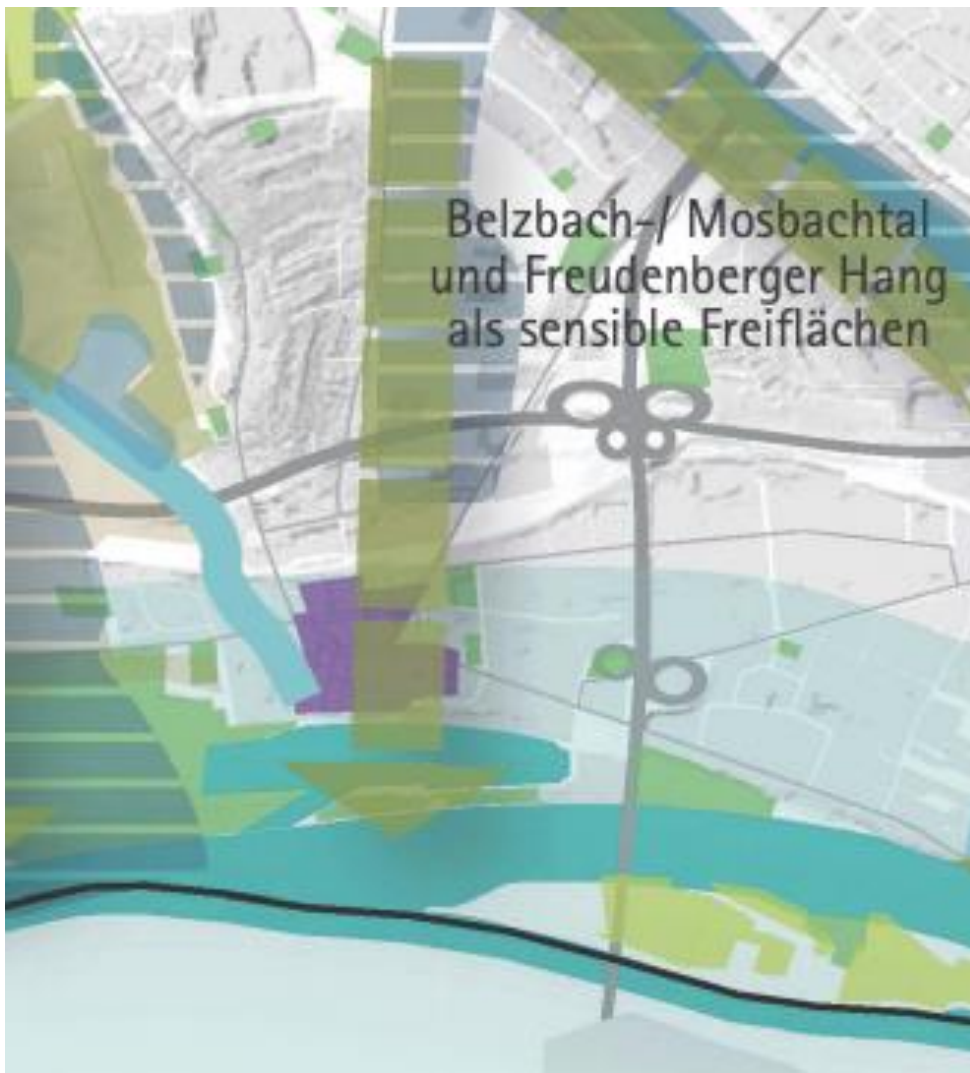 Belzbach-/ Mosbachtal
und Freudenberger Hang
als sensible Freiflächen